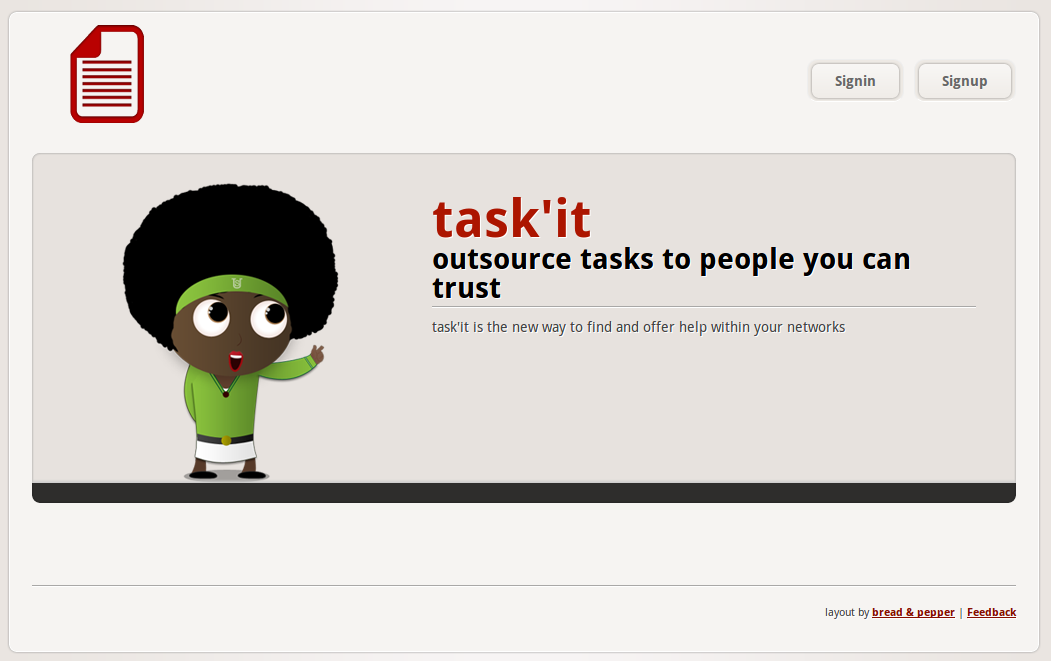 Signin
Signup
task'it
outsource tasks to people you can
trust
task'it is the new way to find and offer help within your networks
layout by bread & pepper | Feedback